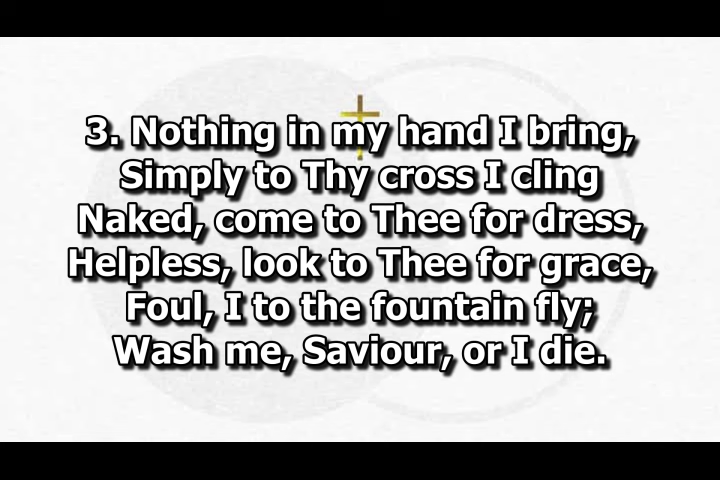 3. Nothing in my hand I bring,
Simply to Thy cross I cling
Naked, come to Thee for dress,
Helpless, look to Thee for grace,
Foul, I to the fountain fly;
Wash me, Saviour, or I die.